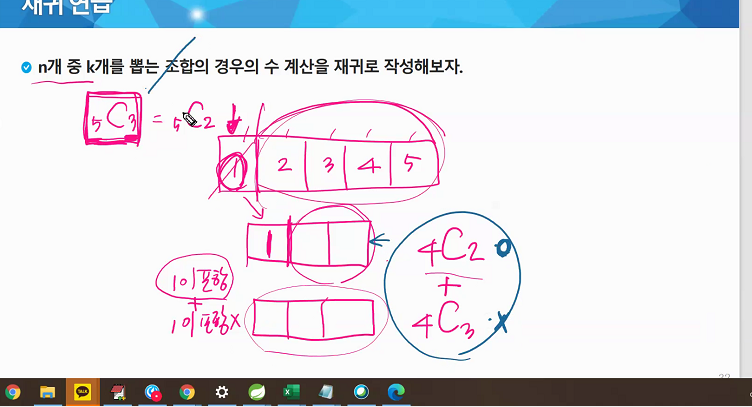 재귀 연습
n개 중 k개를 뽑는 조합의 경우의 수 계산을 재귀로 작성해보자.
5C3 = 5C2
1 2 3 4 5
1
4C2 O
1이 포함
+
+
1이 포함X
4C3 X
TALK